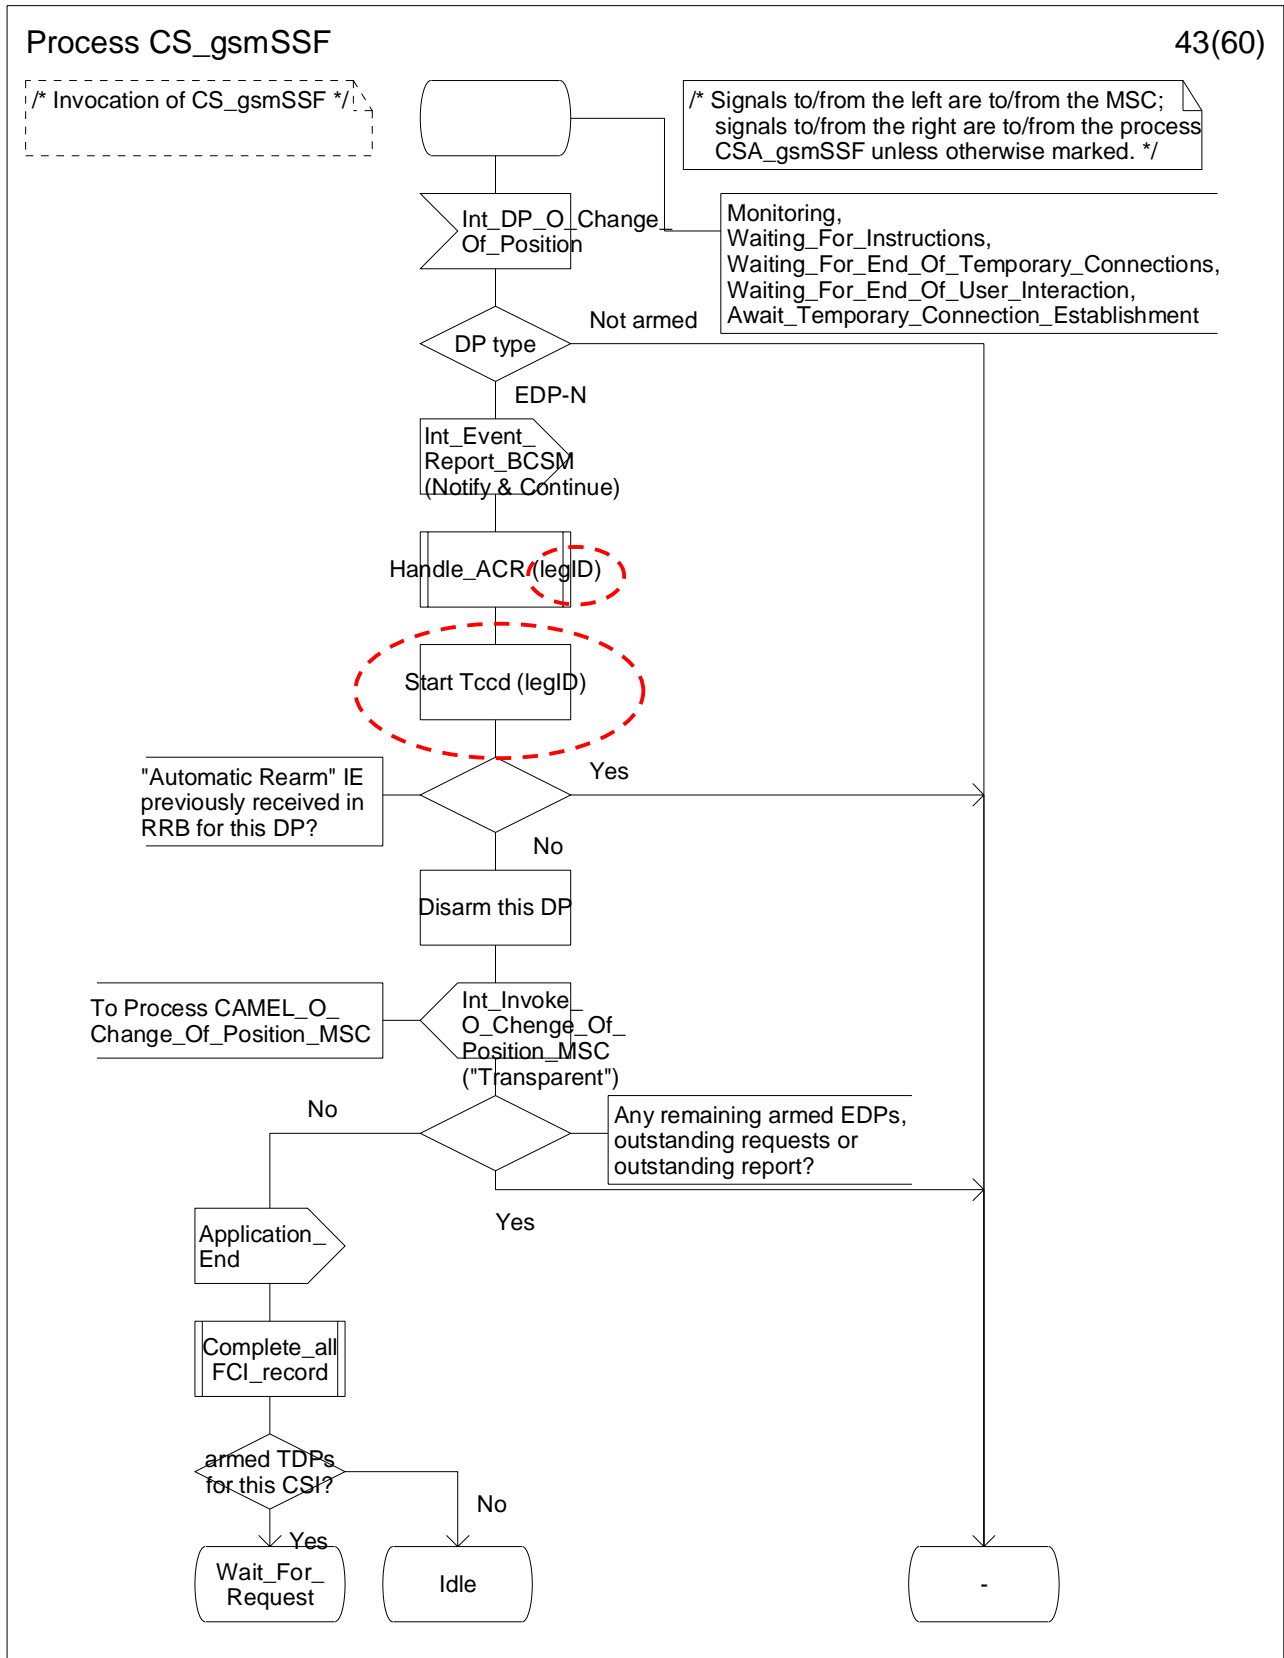 Process CS_gsmSSF
43(60)
/* Invocation of CS_gsmSSF */
/* Signals to/from the left are to/from the MSC;
signals to/from the right are to/from the process
CSA_gsmSSF unless otherwise marked. */
Int_DP_O_Change_
Of_Position
Monitoring,
Waiting_For_Instructions,
Waiting_For_End_Of_Temporary_Connections,
Waiting_For_End_Of_User_Interaction,
Await_Temporary_Connection_Establishment
Not armed
DP type
EDP-N
Int_Event_
Report_BCSM
(Notify & Continue)
Handle_ACR (legID)
Start Tccd (legID)
"Automatic Rearm" IE
previously received in
RRB for this DP?
Yes
No
Disarm this DP
To Process CAMEL_O_
Change_Of_Position_MSC
Int_Invoke_
O_Chenge_Of_
Position_MSC
("Transparent")
No
Any remaining armed EDPs,
outstanding requests or
outstanding report?
Yes
Application_
End
Complete_all
FCI_record
armed TDPs
for this CSI?
No
Yes
Wait_For_
Request
Idle
-